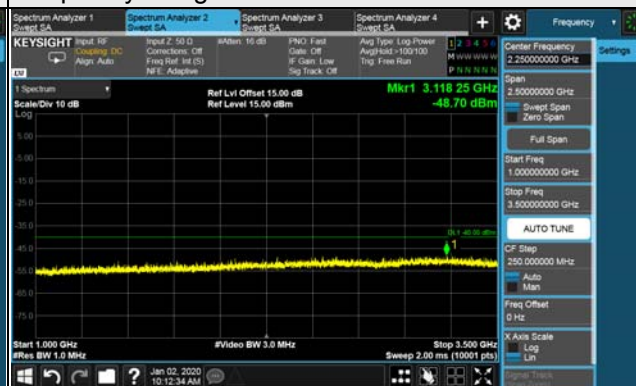 Spectrum Analyzer 1
Swept SA
Spectrum Analyzer 2
Swept SA
Spectrum Analyzer 3
Swept SA
Spectrum Analyzer 4
Swept SA
+
Frequency
KEYSIGHT
Input: RF
Coupling: DC
Align: Auto
Input Z: 50 Ω
Corrections: Off
Freq Ref: Int (S)
NFE: Adaptive
#Atten: 16 dB
PNO: Fast
Gate: Off
IF Gain: Low
Sig Track: Off
Avg Type: Log-Power
Avg|Hold:>100/100
Trig: Free Run
1 2 3 4 5 6
M W W W W W
P N N N N N
LXI
1 Spectrum
Scale/Div 10 dB
Log
Ref Lvl Offset 15.00 dB
Ref Level 15.00 dBm
Mkr1 3.118 25 GHz
-48.70 dBm
5.00
-5.00
-15.0
-25.0
-35.0
-45.0
-55.0
-65.0
-75.0
DL1 -40.00 dBm
1
Start 1.000 GHz
#Res BW 1.0 MHz
#Video BW 3.0 MHz
Stop 3.500 GHz
Sweep 2.00 ms (10001 pts)
Center Frequency
2.250000000 GHz
Settings
Span
2.50000000 GHz
Swept Span
Zero Span
Full Span
Start Freq
1.000000000 GHz
Stop Freq
3.500000000 GHz
AUTO TUNE
CF Step
250.000000 MHz
Auto
Man
Freq Offset
0 Hz
X Axis Scale
Log
Lin
Signal Track
?
Jan 02, 2020
10:12:34 AM